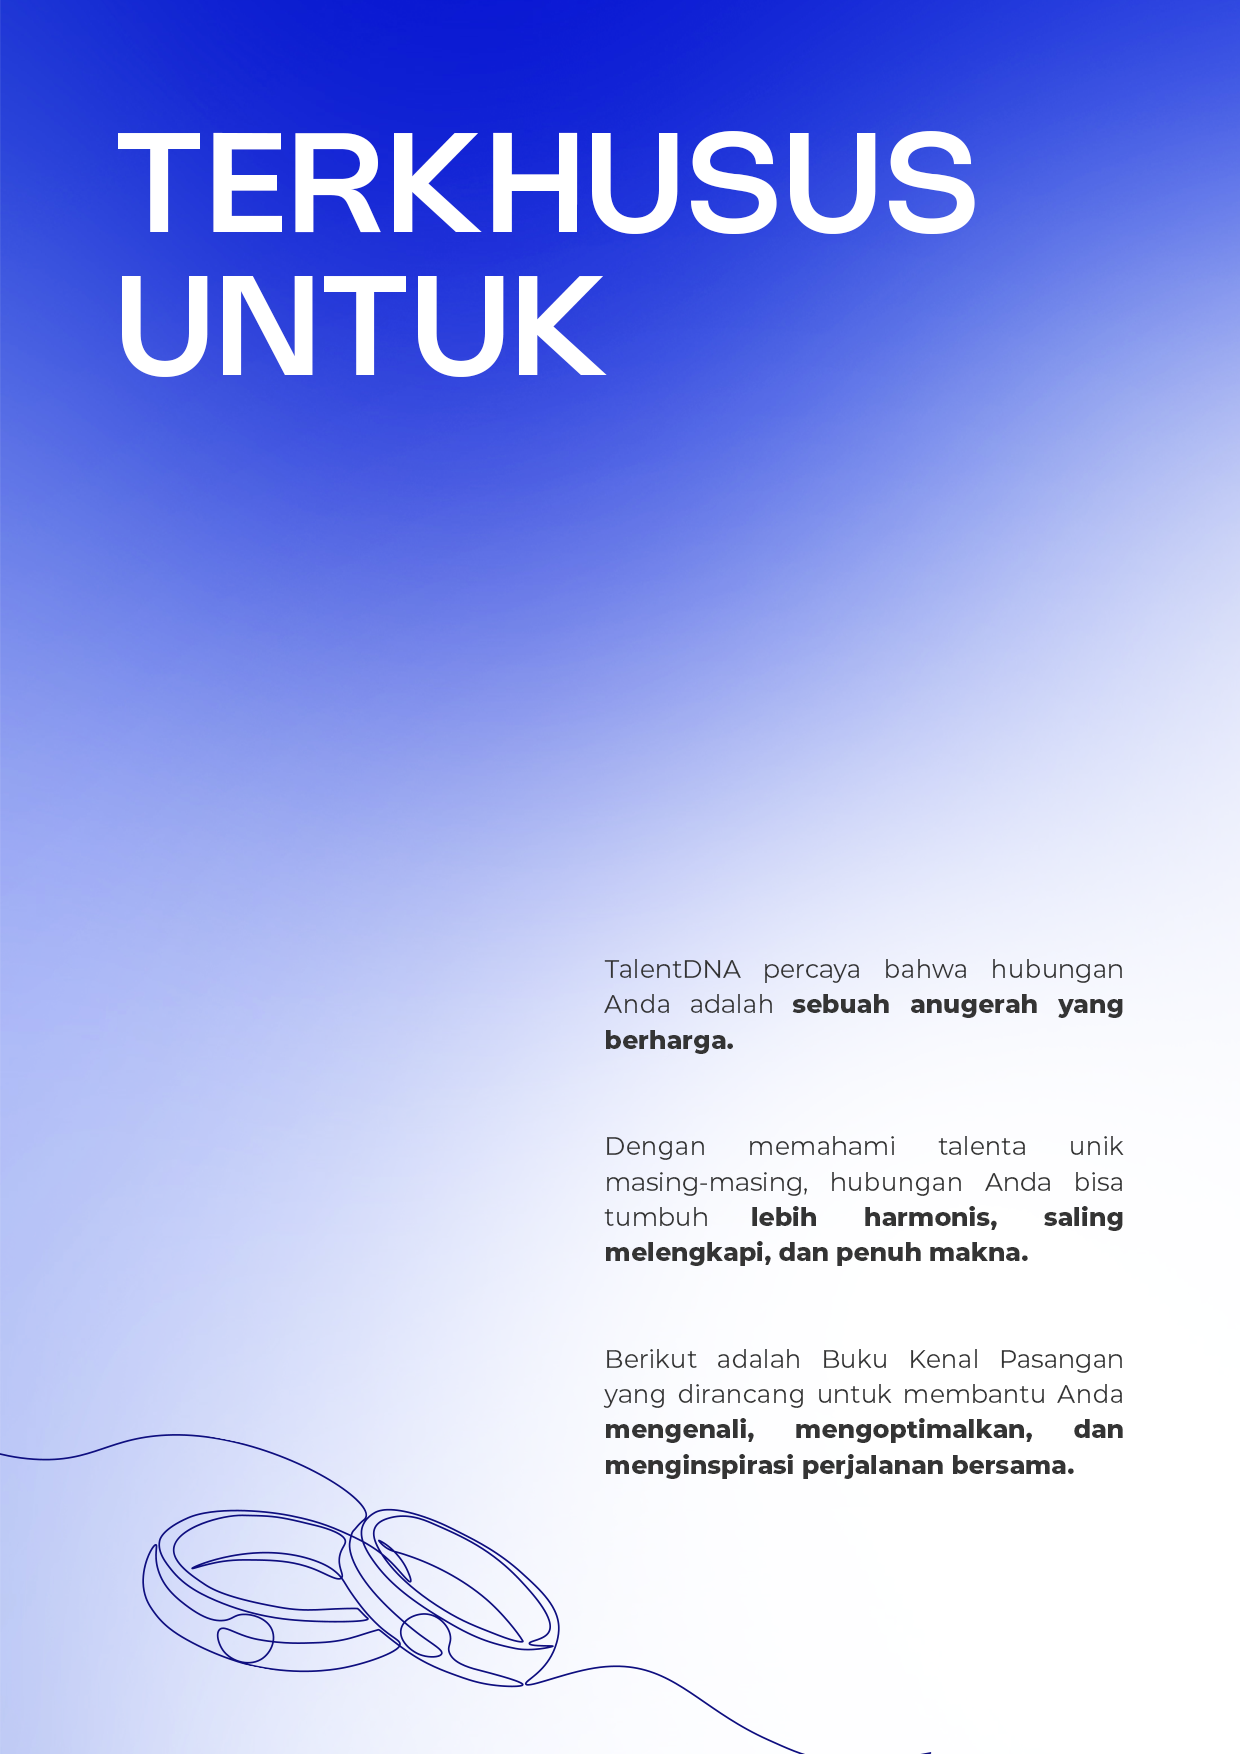 TERKHUSUS
UNTUK
TalentDNA percaya bahwa hubungan
Anda adalah sebuah anugerah yang
berharga.
Dengan memahami talenta unik
masing-masing, hubungan Anda bisa
tumbuh lebih harmonis, saling
melengkapi, dan penuh makna.
Berikut adalah Buku Kenal Pasangan
yang dirancang untuk membantu Anda
mengenali, mengoptimalkan, dan
menginspirasi perjalanan bersama.